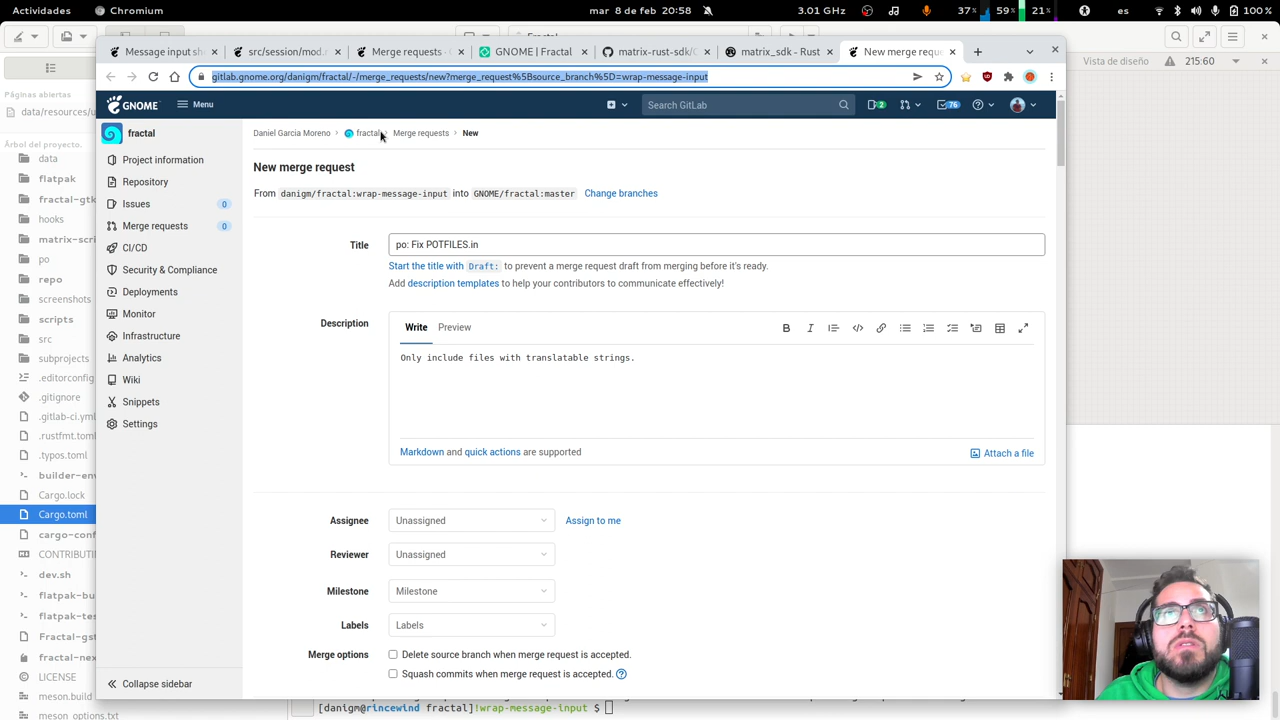 Actividades
Chromium
mar 8 de feb 20:58
3.01 GHz
37 %
59 %
21 %
100 %
Message input sh
src/session/mod.r
Merge requests · G
GNOME | Fractal
matrix-rust-sdk/C
matrix_sdk - Rust
New merge reque
gitlab.gnome.org/danigm/fractal/-/merge_requests/new?merge_request%5Bsource_branch%5D=wrap-message-input
GNOME
Menu
Search GitLab
2
76
Páginas abiertas
data/resources/u
Árbol del proyecto.
data
flatpak
fractal-gtk
hooks
matrix-scri
po
repo
screenshots
scripts
src
subprojects
.editorconfig
.gitignore
.gitlab-ci.yml
.rustfmt.toml
.typos.toml
builder-env
Cargo.lock
Cargo.toml
cargo-conf
CONTRIBUTIN
dev.sh
flatpak-bu
flatpak-tes
Fractal-gst
fractal-nex
LICENSE
meson.build
meson_options.txt
fractal
Project information
Repository
Issues
0
Merge requests
0
CI/CD
Security & Compliance
Deployments
Monitor
Infrastructure
Analytics
Wiki
Snippets
Settings
Collapse sidebar
Daniel Garcia Moreno
fractal
Merge requests
New
New merge request
From danigm/fractal:wrap-message-input into GNOME/fractal:master Change branches
Title
po: Fix POTFILES.in
Start the title with Draft: to prevent a merge request draft from merging before it's ready.
Add description templates to help your contributors to communicate effectively!
Description
Write
Preview
Only include files with translatable strings.
Markdown and quick actions are supported
Attach a file
Assignee
Unassigned
Assign to me
Reviewer
Unassigned
Milestone
Milestone
Labels
Labels
Merge options
Delete source branch when merge request is accepted.
Squash commits when merge request is accepted.
Vista de diseño
215:60
[danigm@rincewind fractal]!wrap-message-input $